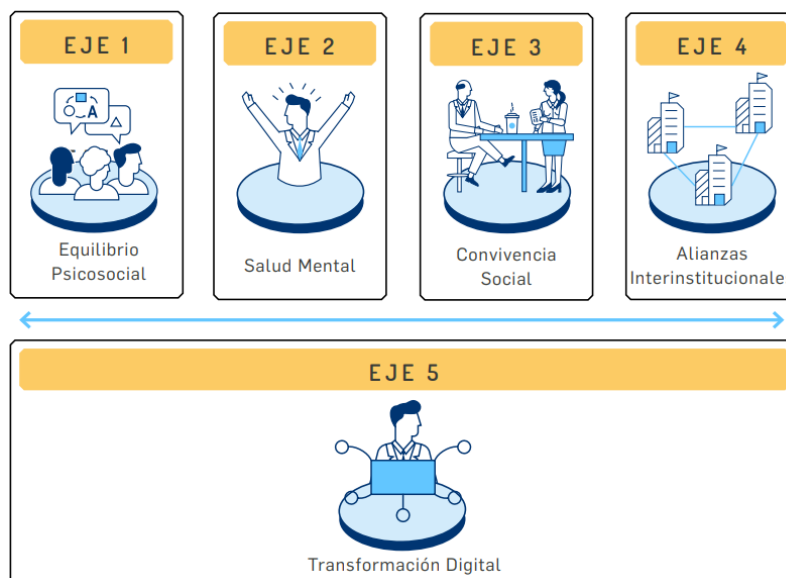 EJE 1
EJE 2
EJE 3
EJE 4
A
Equilibrio
Psicosocial
Salud Mental
Convivencia
Social
Alianzas
Interinstitucionale
EJE 5
Transformación Digital